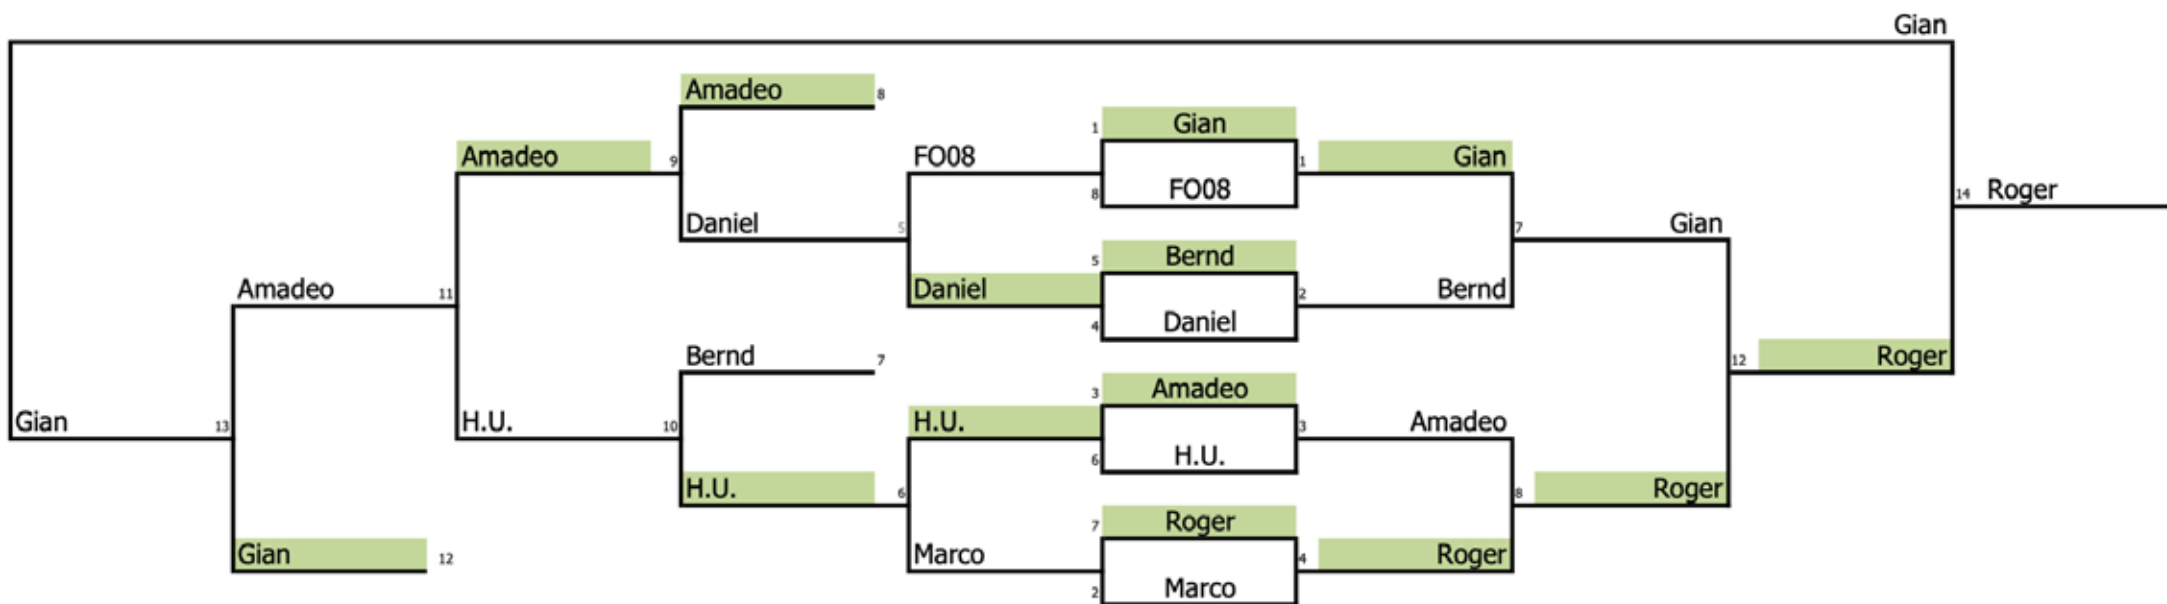 Gian
Amadeo 8
1 Gian
Amadeo 9 FO08 1 Gian
8 FO08
14 Roger
Daniel 5 7 Gian
5 Bernd
Amadeo 11 Daniel 2 Bernd
4 Daniel
Bernd 7 12 Roger
3 Amadeo
Gian 13 H.U. 10 H.U. 3 Amadeo
6 H.U.
H.U. 6 8 Roger
7 Roger
Gian 12 Marco 4 Roger
2 Marco